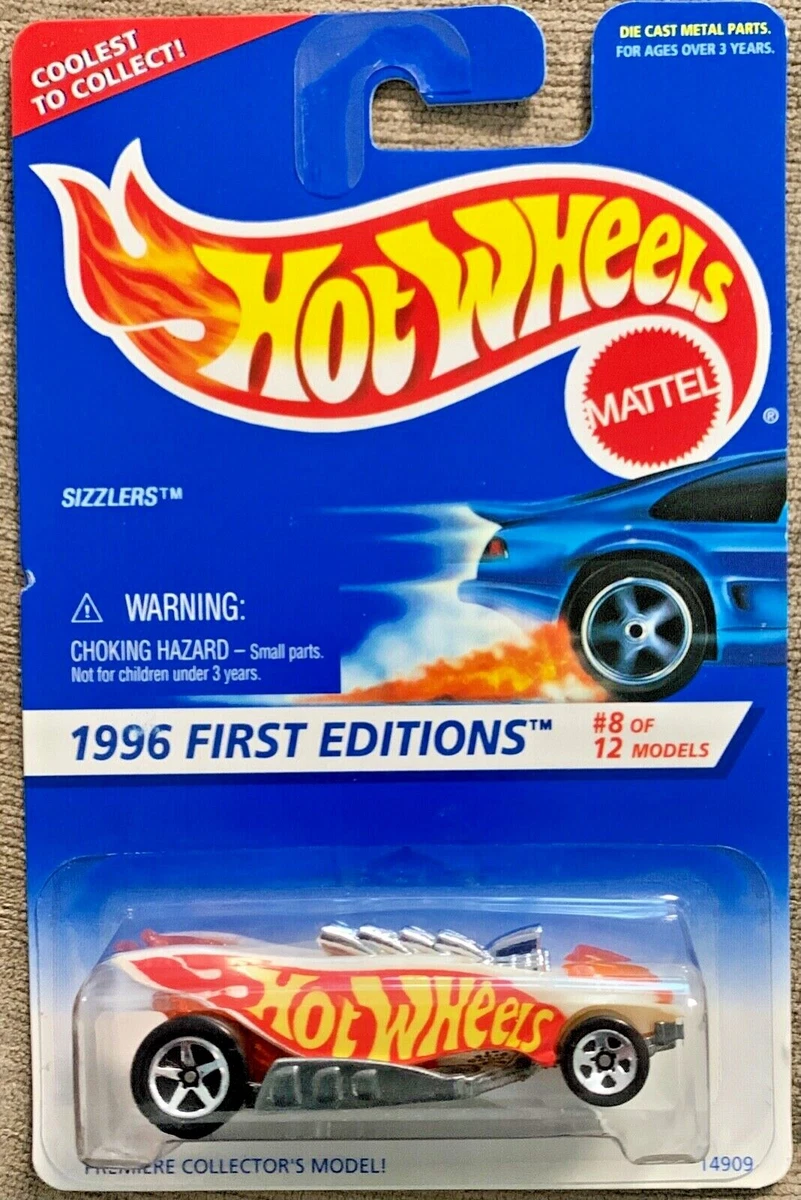 COOLEST
TO COLLECT!
DIE CAST METAL PARTS.
FOR AGES OVER 3 YEARS.
HOT WHEELS
MATTEL
®
SIZZLERS™
⚠ WARNING:
CHOKING HAZARD – Small parts.
Not for children under 3 years.
1996 FIRST EDITIONS™
#8 OF
12 MODELS
HOT WHEELS
PREMIERE COLLECTOR'S MODEL!
14909